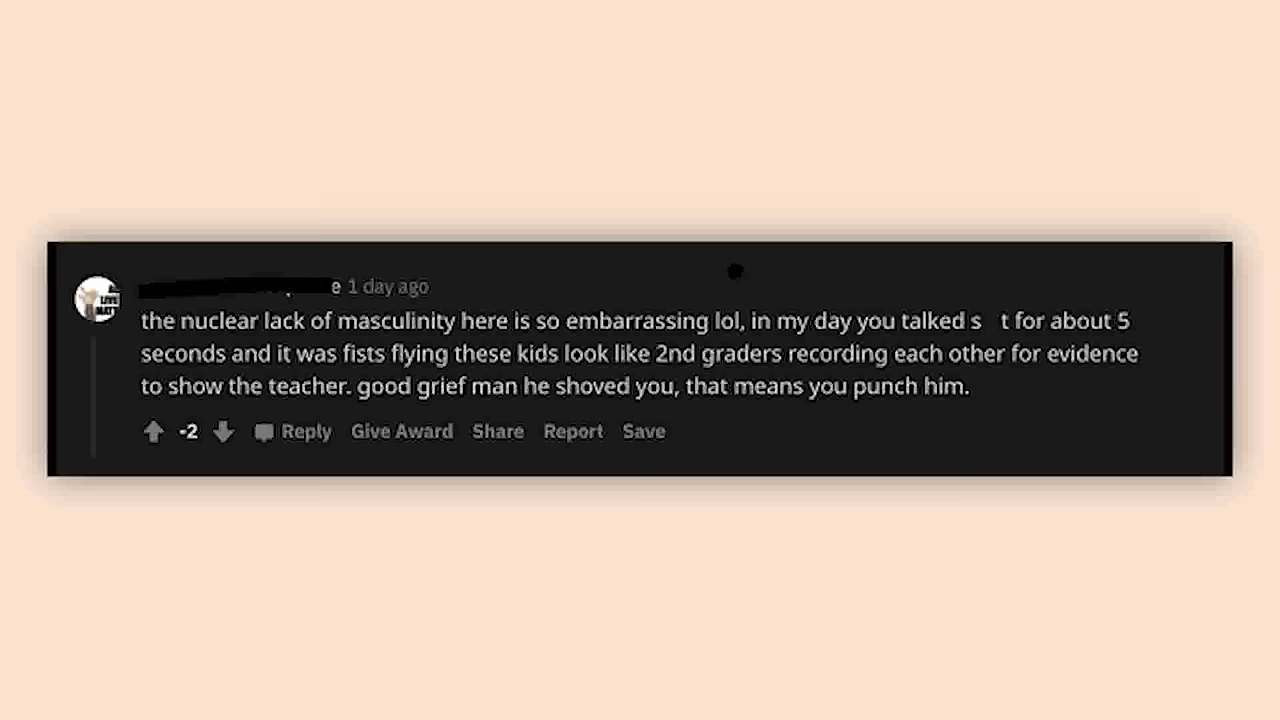 e 1 day ago
the nuclear lack of masculinity here is so embarrassing lol, in my day you talked s t for about 5
seconds and it was fists flying these kids look like 2nd graders recording each other for evidence
to show the teacher. good grief man he shoved you, that means you punch him.
-2 Reply Give Award Share Report Save